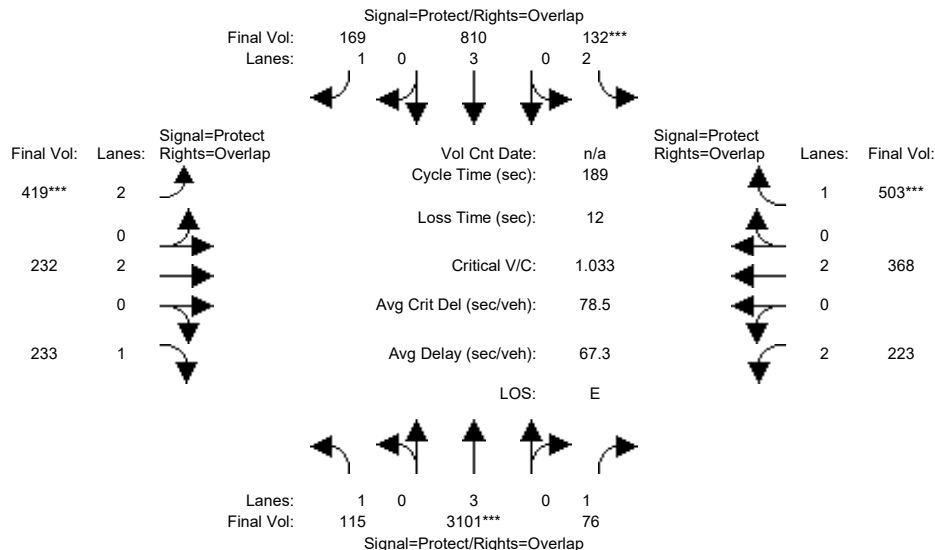 Signal=Protect/Rights=Overlap
Final Vol: 169 810 132***
Lanes: 1 0 3 0 2
Signal=Protect Signal=Protect
Final Vol: Lanes: Rights=Overlap Vol Cnt Date: n/a Rights=Overlap Lanes: Final Vol:
Cycle Time (sec): 189
419*** 2 1 503***
Loss Time (sec): 12
0 0
232 2 Critical V/C: 1.033 2 368
0 Avg Crit Del (sec/veh): 78.5 0
233 1 Avg Delay (sec/veh): 67.3 2 223
LOS: E
Lanes: 1 0 3 0 1
Final Vol: 115 3101*** 76
Signal=Protect/Rights=Overlap